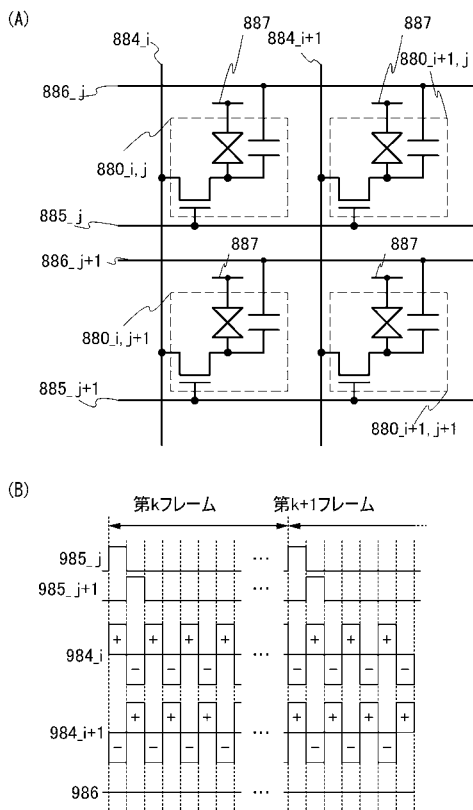 (A)
884_i
887
884_i+1
887
880_i+1, j
886_j
880_i, j
885_j
886_j+1
887
887
880_i, j+1
885_j+1
880_i+1, j+1
(B)
第kフレーム
第k+1フレーム
985_j
985_j+1
984_i
+ + + + + + +
− − − − − − −
984_i+1
+ + + + + + +
− − − − − − −
986
… … … … …